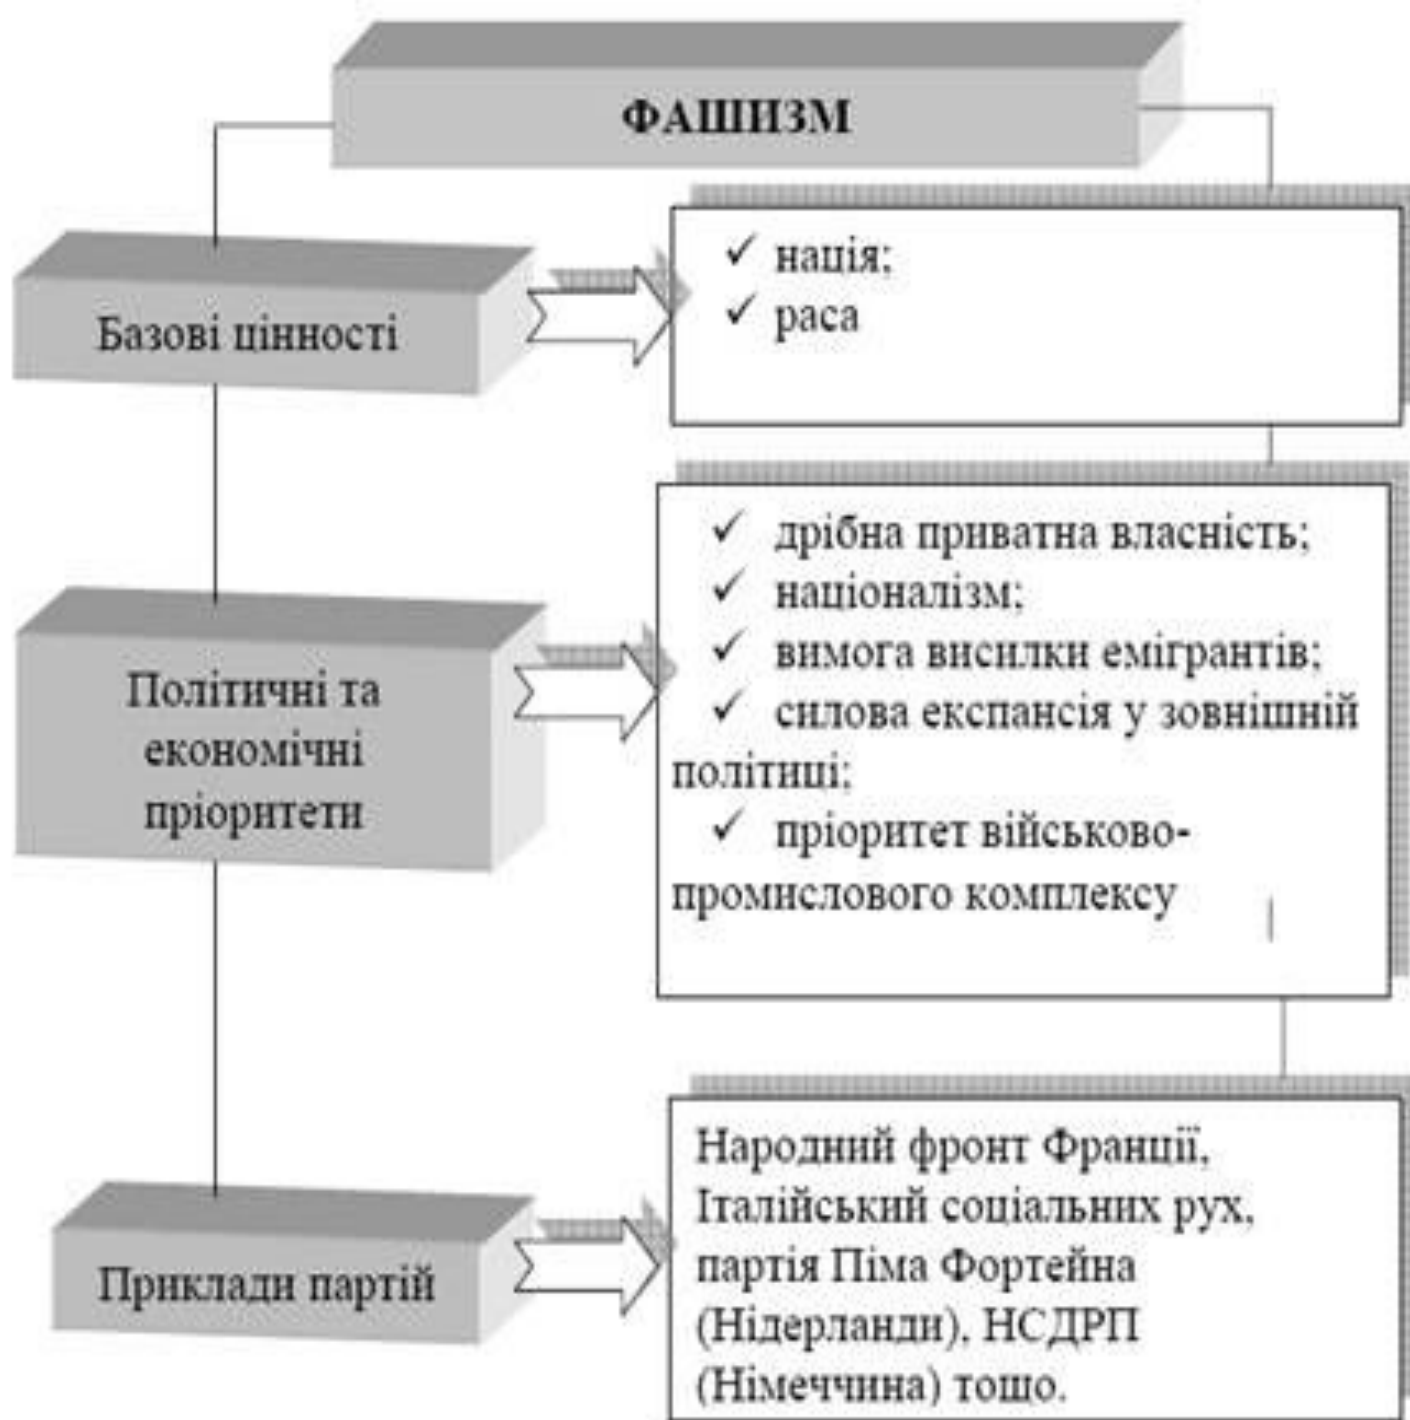 ФАШИЗМ
Базові цінності
✓ нація;
✓ раса
Політичні та
економічні
пріоритети
✓ дрібна приватна власність;
✓ націоналізм;
✓ вимога висилки емігрантів;
✓ силова експансія у зовнішній
політиці;
✓ пріоритет військово-
промислового комплексу
Приклади партій
Народний фронт Франції,
Італійський соціальних рух,
партія Піма Фортейна
(Нідерланди), НСДРП
(Німеччина) тощо.